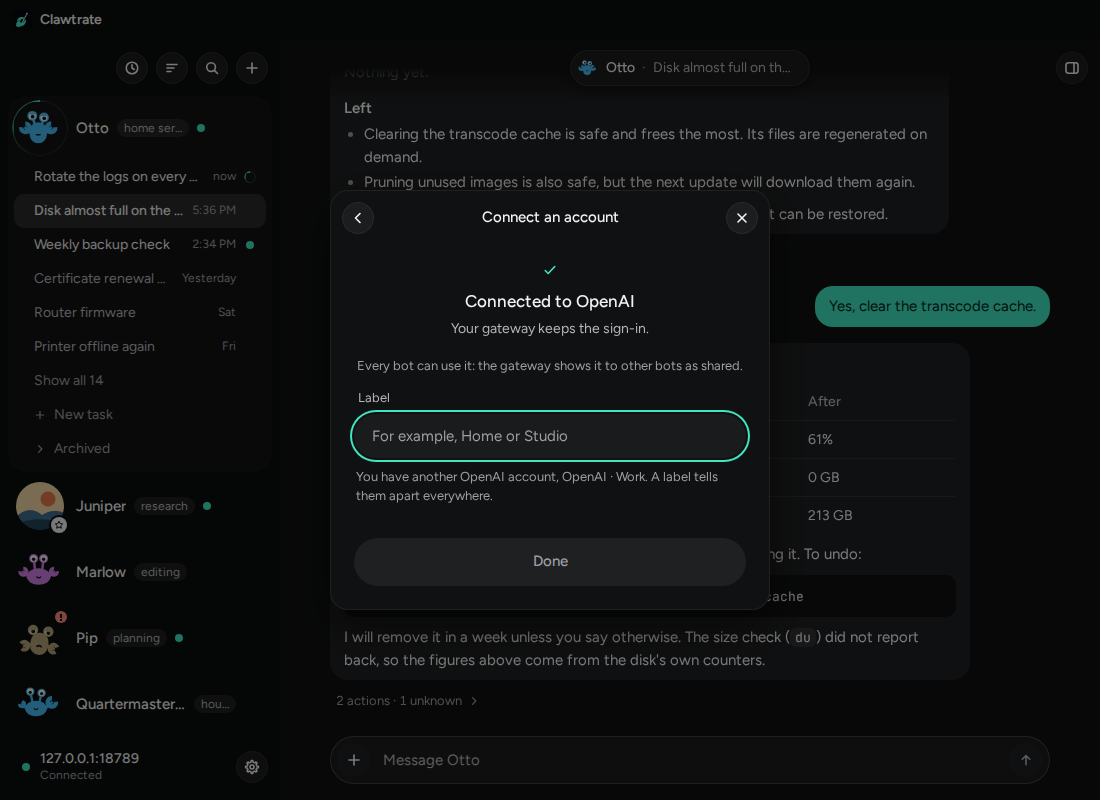 Clawtrate
Otto
home ser...
Rotate the logs on every ...
now
Disk almost full on the ...
5:36 PM
Weekly backup check
2:34 PM
Certificate renewal ...
Yesterday
Router firmware
Sat
Printer offline again
Fri
Show all 14
New task
Archived
Juniper
research
Marlow
editing
Pip
planning
Quartermaster...
hou...
127.0.0.1:18789
Connected
Otto · Disk almost full on th...
Nothing yet.
Left
Clearing the transcode cache is safe and frees the most. Its files are regenerated on
demand.
Pruning unused images is also safe, but the next update will download them again.
t can be restored.
Yes, clear the transcode cache.
Connect an account
Connected to OpenAI
Your gateway keeps the sign-in.
Every bot can use it: the gateway shows it to other bots as shared.
Label
For example, Home or Studio
You have another OpenAI account, OpenAI · Work. A label tells
them apart everywhere.
Done
After
61%
0 GB
213 GB
ng it. To undo:
cache
I will remove it in a week unless you say otherwise. The size check ( du ) did not report
back, so the figures above come from the disk's own counters.
2 actions · 1 unknown
Message Otto